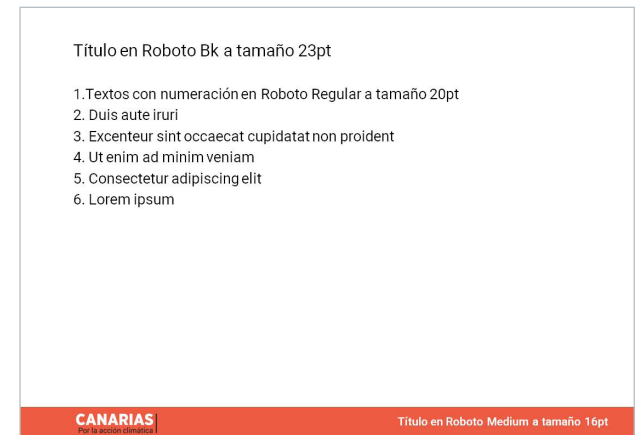 Título en Roboto Bk a tamaño 23pt
1.Textos con numeración en Roboto Regular a tamaño 20pt
2. Duis aute iruri
3. Excenteur sint occaecat cupidatat non proident
4. Ut enim ad minim veniam
5. Consectetur adipiscing elit
6. Lorem ipsum
CANARIAS
Por la acción climática
Título en Roboto Medium a tamaño 16pt